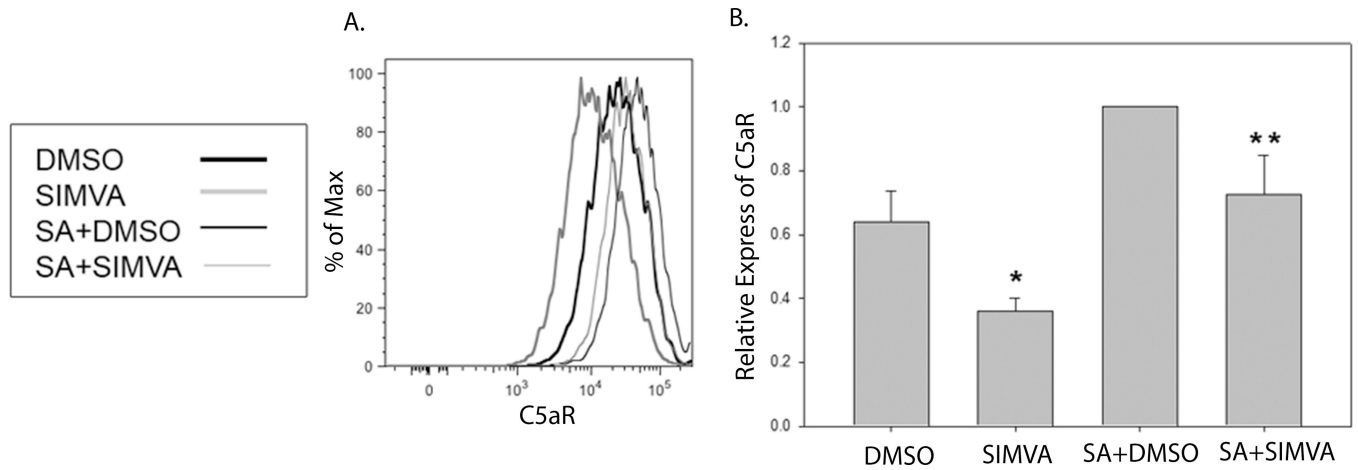 DMSO
SIMVA
SA+DMSO
SA+SIMVA
A.
% of Max
100
80
60
40
20
0
0
10³
10⁴
10⁵
C5aR
B.
Relative Express of C5aR
1.2
1.0
0.8
0.6
0.4
0.2
0.0
*
**
DMSO
SIMVA
SA+DMSO
SA+SIMVA